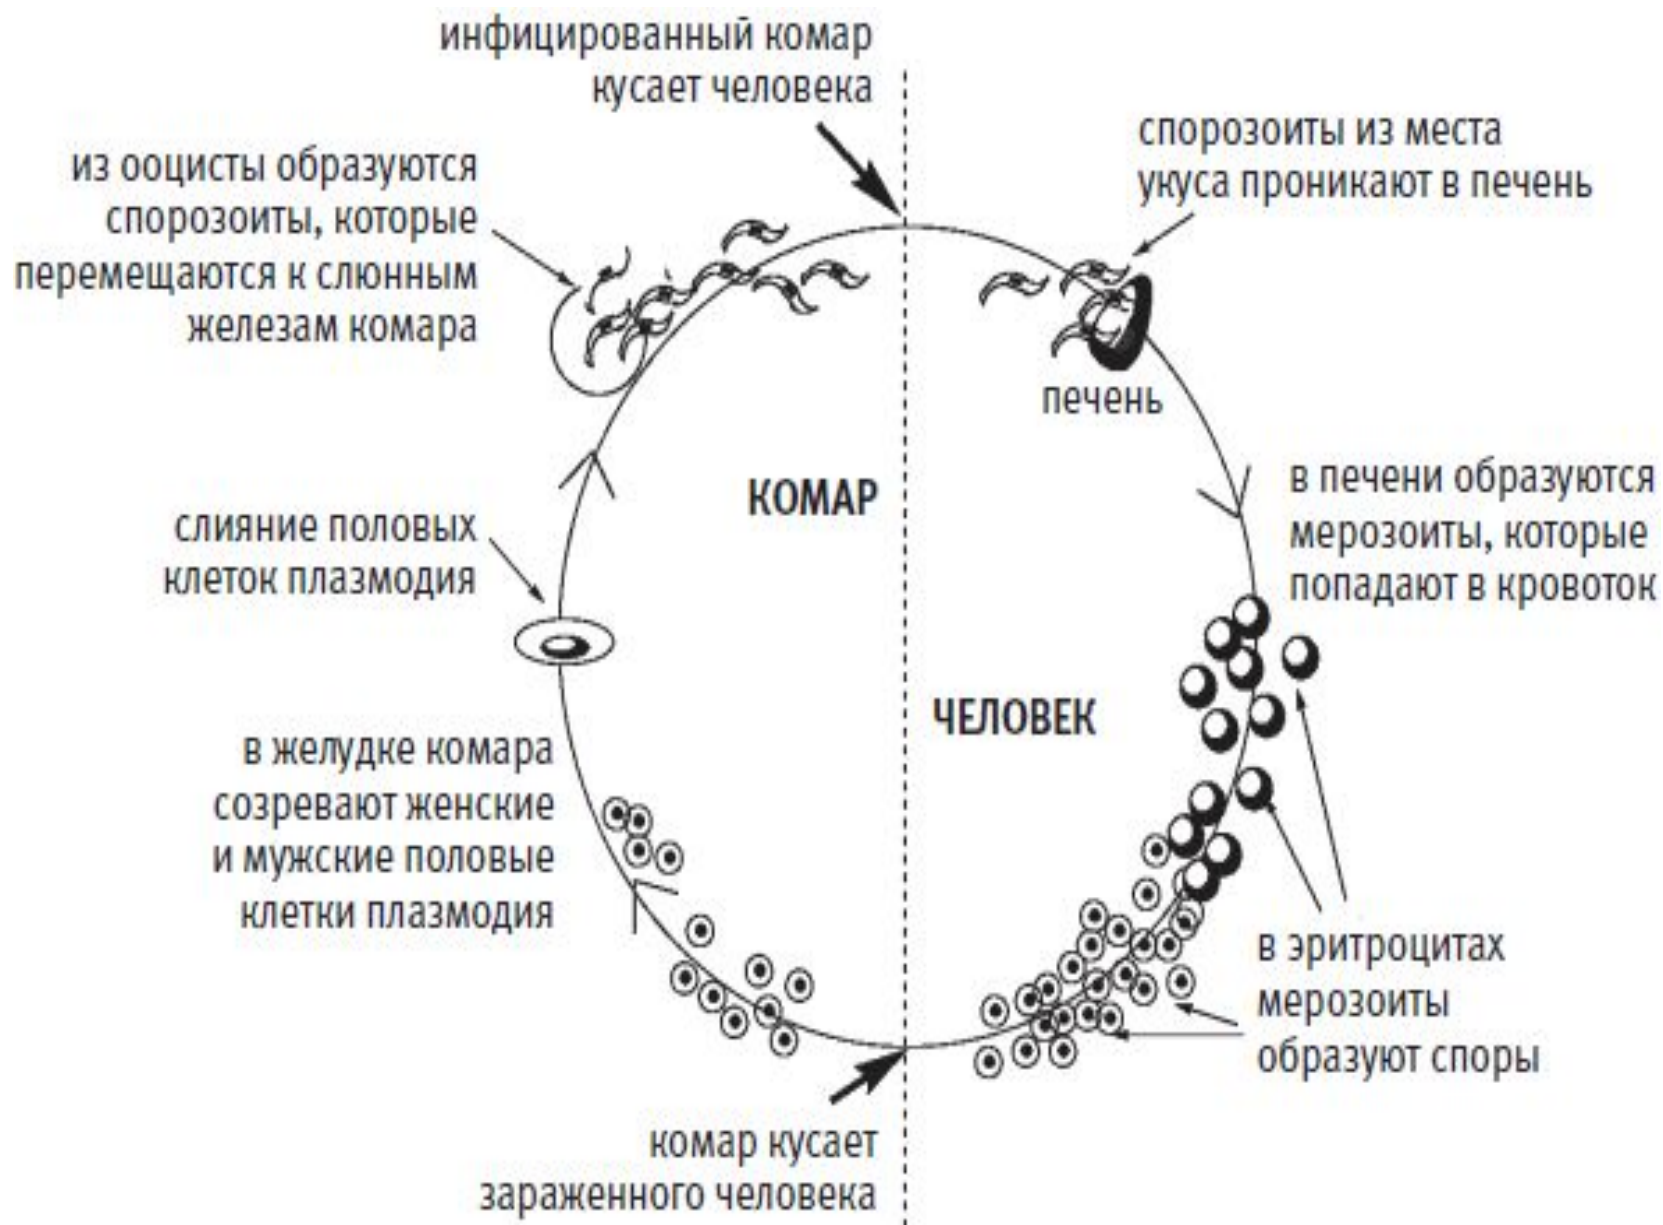 инфицированный комар
кусает человека
спорозоиты из места
укуса проникают в печень
из ооцисты образуются
спорозоиты, которые
перемещаются к слюнным
железам комара
печень
КОМАР
в печени образуются
мерозоиты, которые
попадают в кровоток
слияние половых
клеток плазмодия
ЧЕЛОВЕК
в желудке комара
созревают женские
и мужские половые
клетки плазмодия
в эритроцитах
мерозоиты
образуют споры
комар кусает
зараженного человека